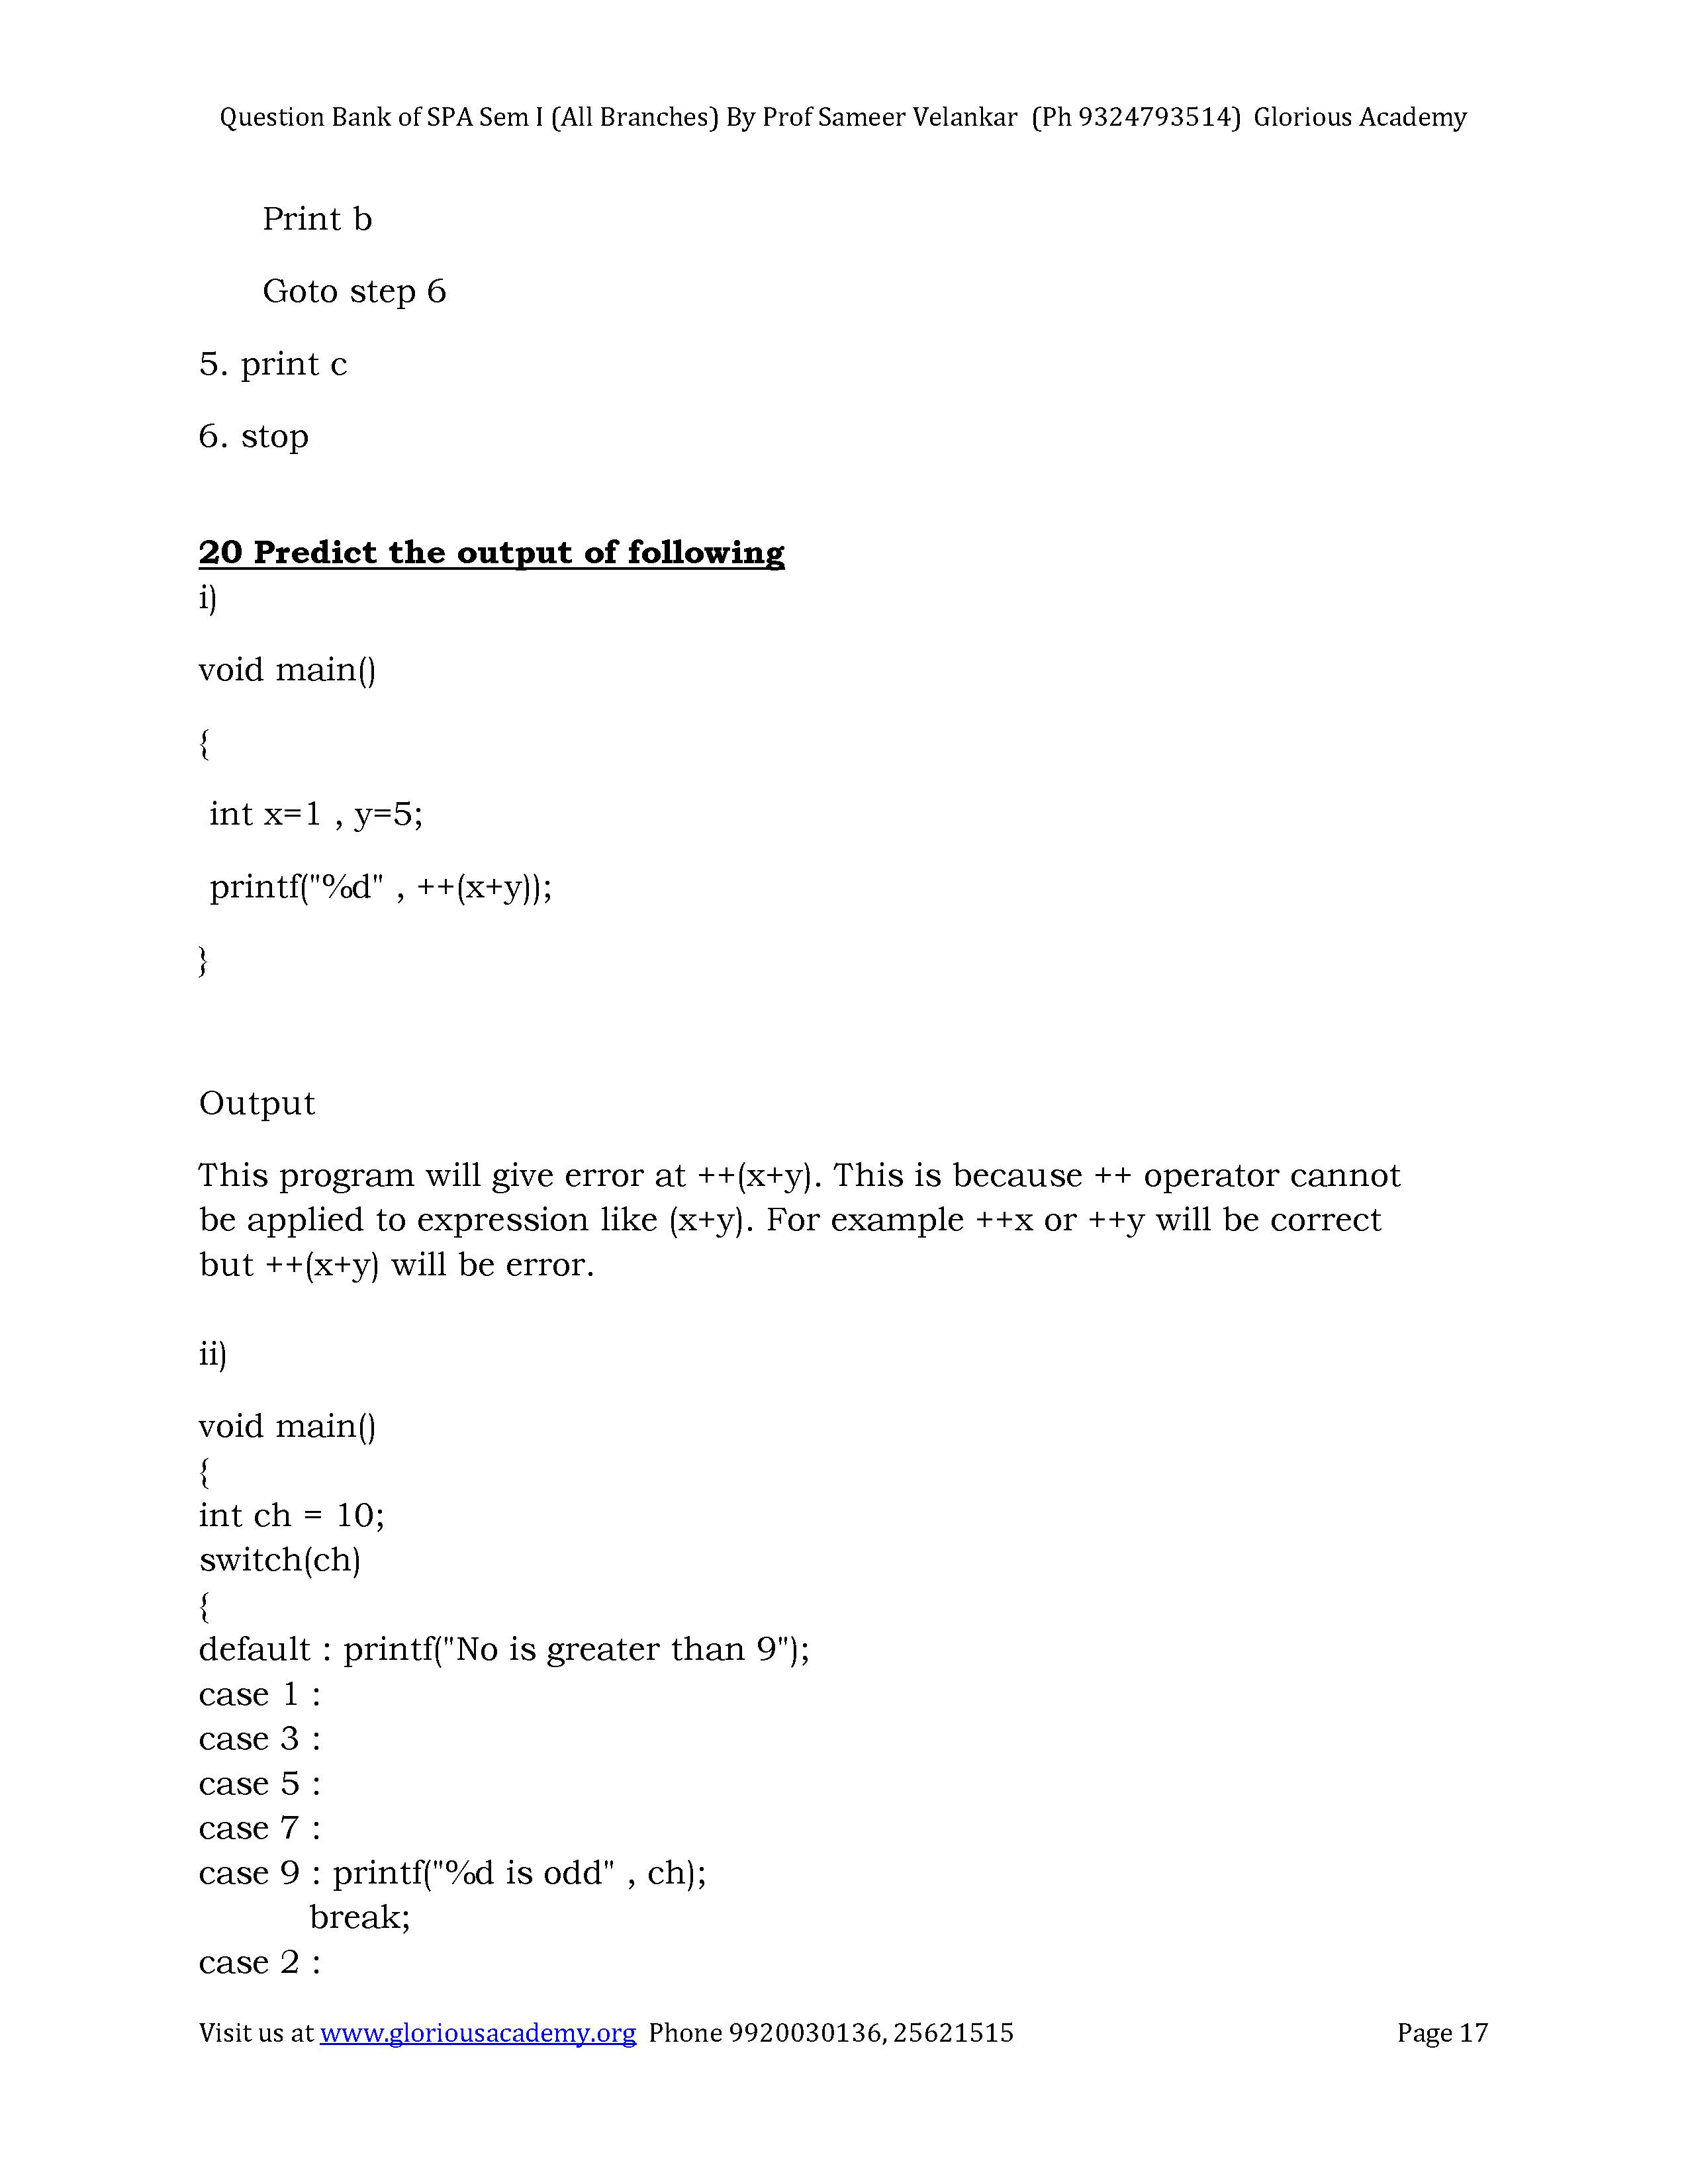 Question Bank of SPA Sem I (All Branches) By Prof Sameer Velankar (Ph 9324793514) Glorious Academy
Print b
Goto step 6
5. print c
6. stop
20 Predict the output of following
i)
void main()
{
int x=1 , y=5;
printf("%d" , ++(x+y));
}
Output
This program will give error at ++(x+y). This is because ++ operator cannot
be applied to expression like (x+y). For example ++x or ++y will be correct
but ++(x+y) will be error.
ii)
void main()
{
int ch = 10;
switch(ch)
{
default : printf("No is greater than 9");
case 1 :
case 3 :
case 5 :
case 7 :
case 9 : printf("%d is odd" , ch);
break;
case 2 :
Visit us at www.gloriousacademy.org Phone 9920030136, 25621515 Page 17